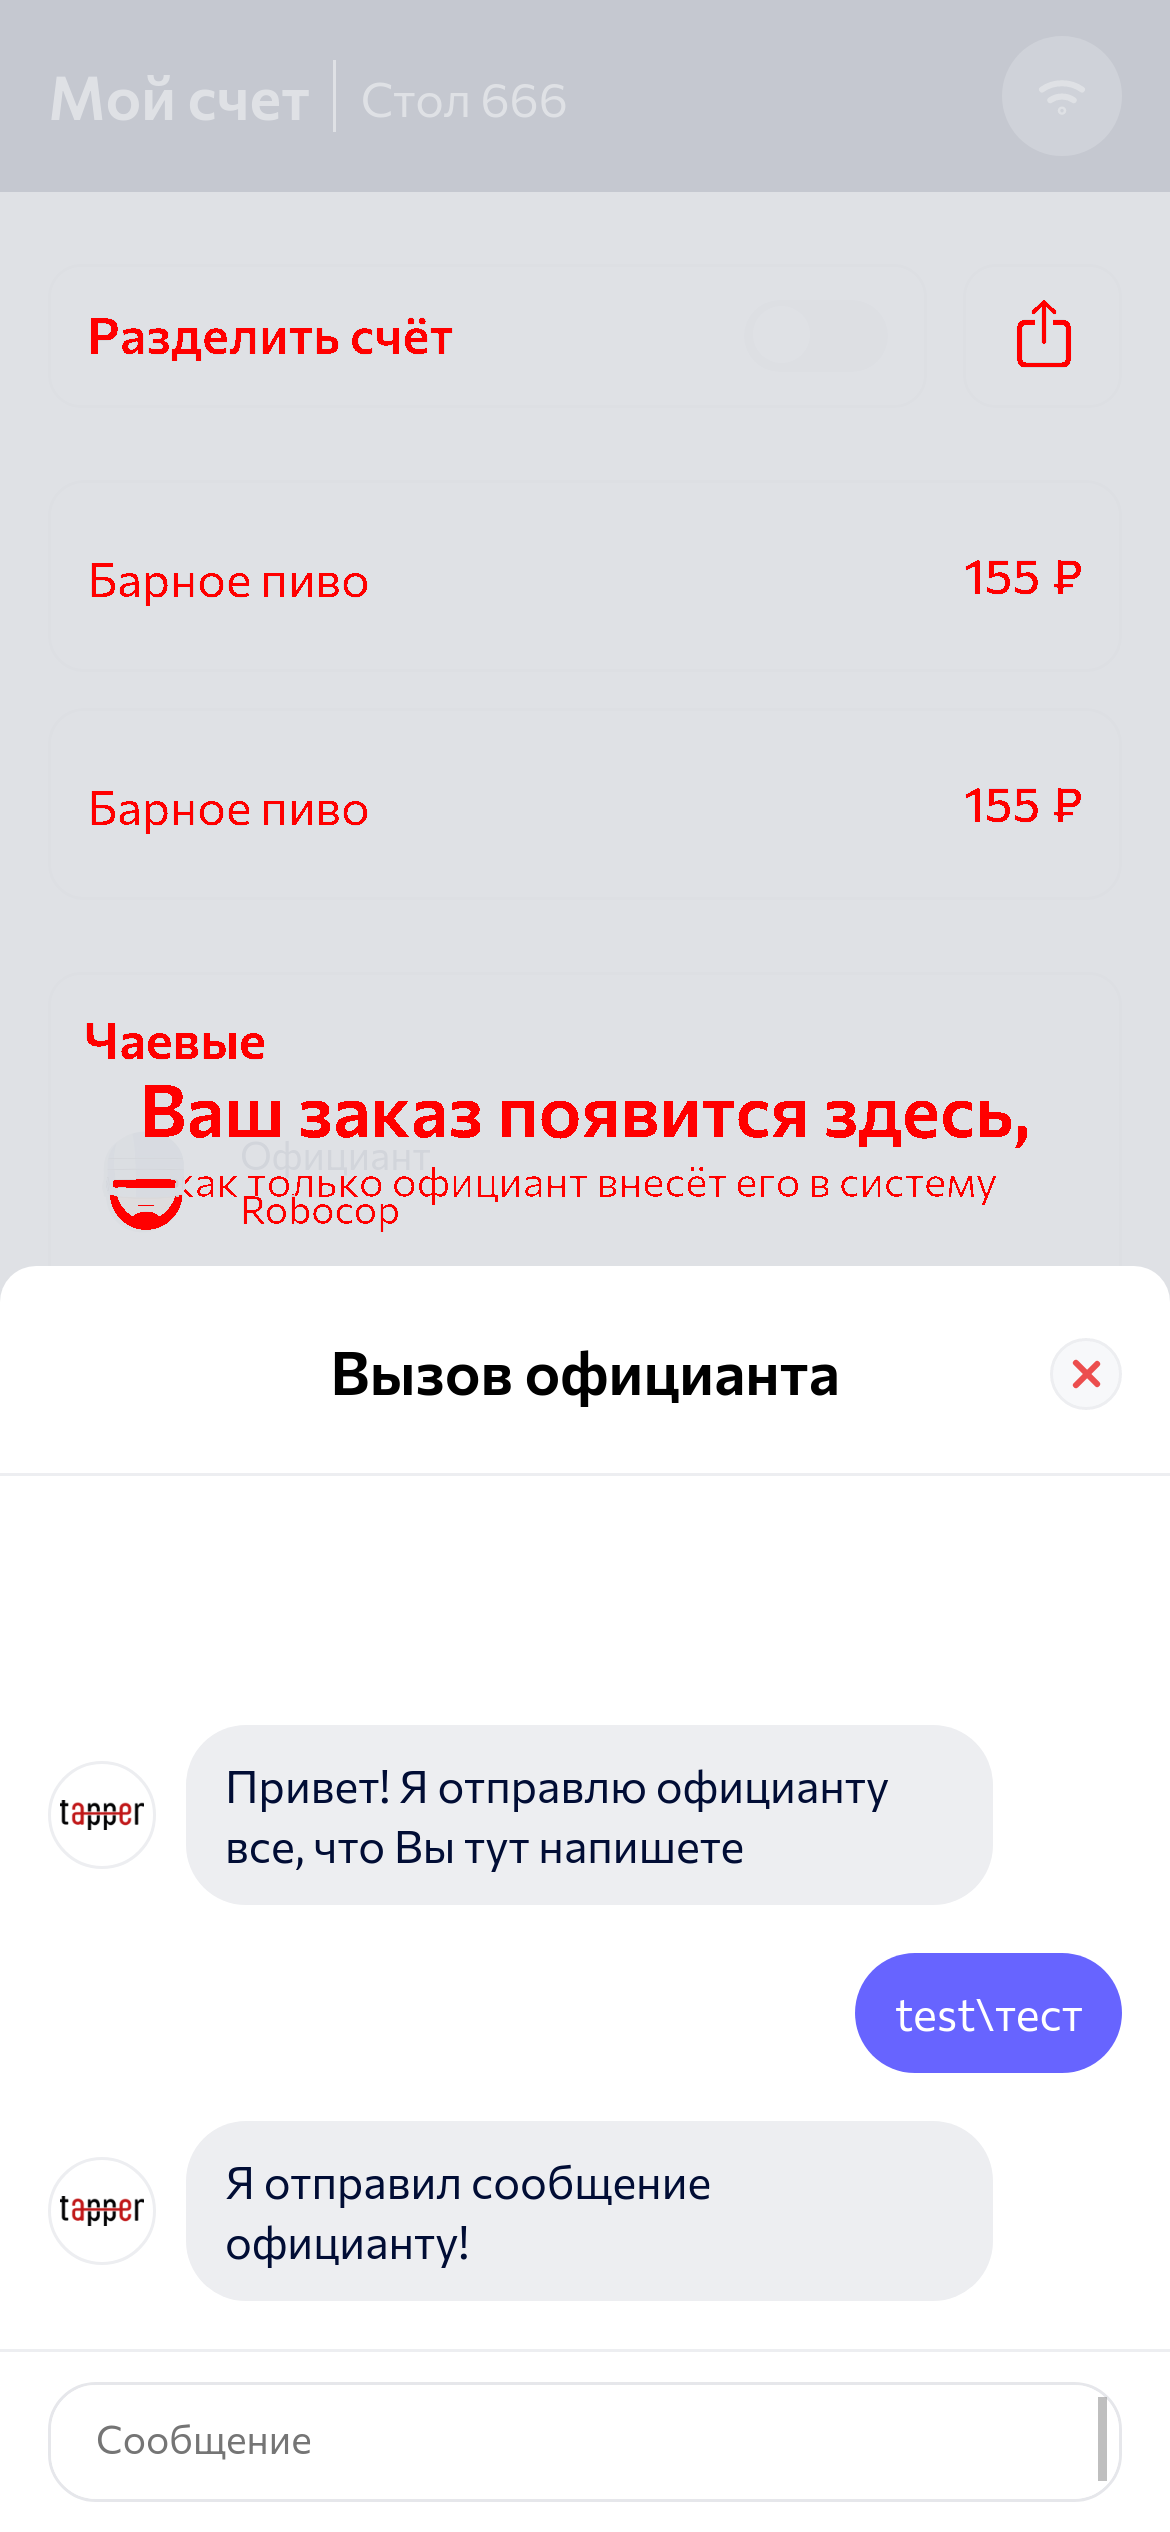 Мой счет
Стол 666
Разделить счёт
Барное пиво
155 ₽
Барное пиво
155 ₽
Чаевые
Ваш заказ появится здесь,
Официант
как только официант внесёт его в систему
Robocop
Вызов официанта
tapper
Привет! Я отправлю официанту
все, что Вы тут напишете
test\тест
tapper
Я отправил сообщение
официанту!
Сообщение